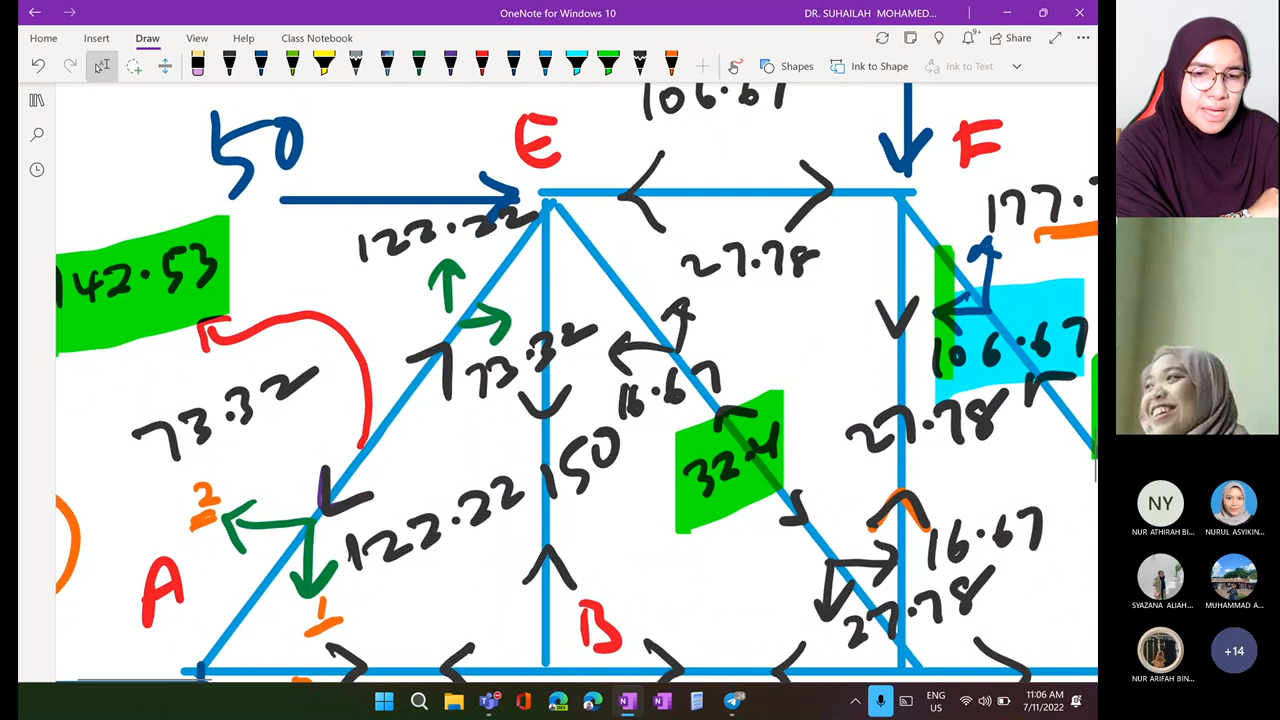 OneNote for Windows 10
DR. SUHAILAH MOHAMED...
Home Insert Draw View Help Class Notebook
9+ Share
Shapes Ink to Shape Ink to Text
106.67
50
E
F
122.22
27.78
177.7
142.53
73.32
106.67
73.32
16.67
27.78
32.4
150
2
122.22
16.67
A
27.78
1
B
NY
NUR ATHIRAH BI...
NURUL ASYIKIN...
SYAZANA ALIAH...
MUHAMMAD A...
NUR ARIFAH BIN...
+14
ENG
US
11:06 AM
7/11/2022